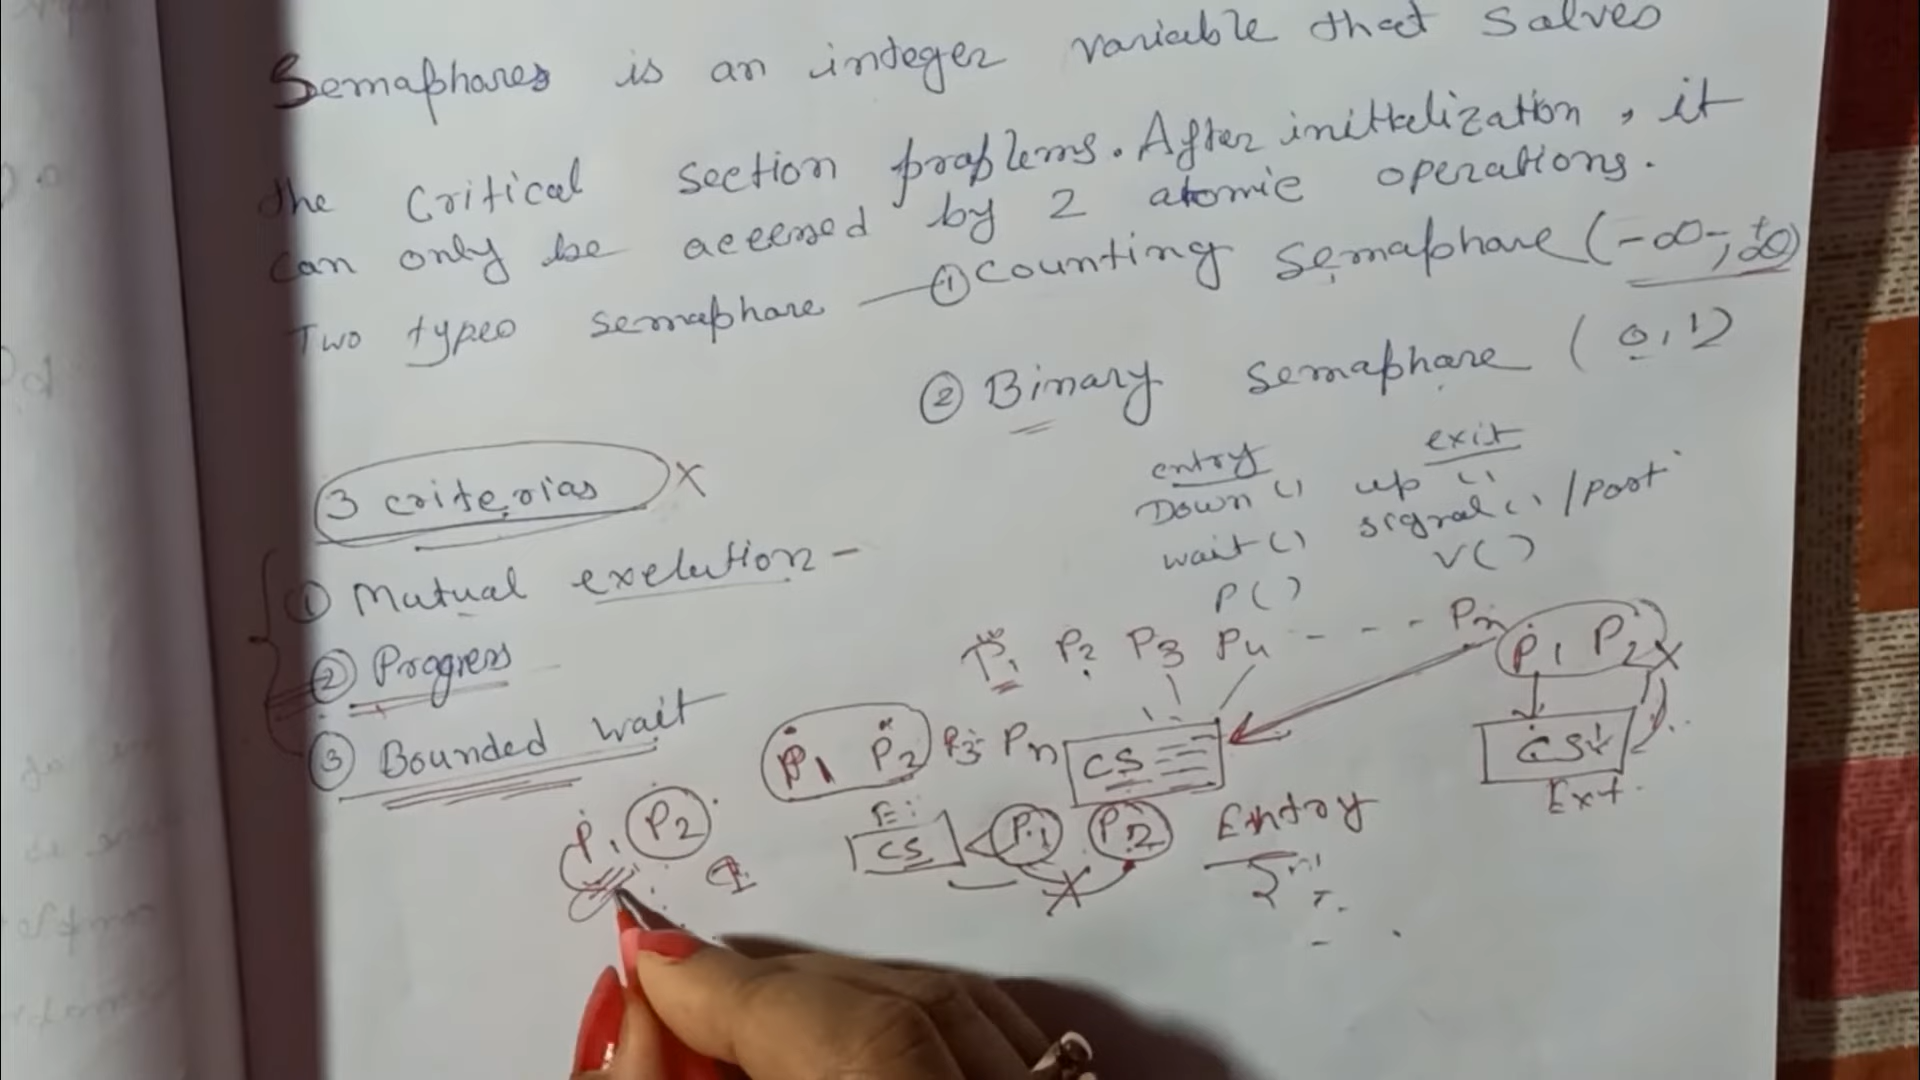 Semaphores is an integer variable that salves
the critical section problems. After initialization, it
can only be accessed by 2 atomic operations.
Two types semaphore — ① Counting semaphore (-∞, +∞)
② Binary semaphore (0,1)
entry exit
Down () up ()
wait () signal () / post
P() V()
3 criterias X
① Mutual exclution -
② Progress
③ Bounded wait
P1 P2 P3 P4 - - - - Pn
P1 P2 X
P1 P2 P3 Pn CS
CS
Ext.
P1 P2
E:
CS P1 P2 Entry